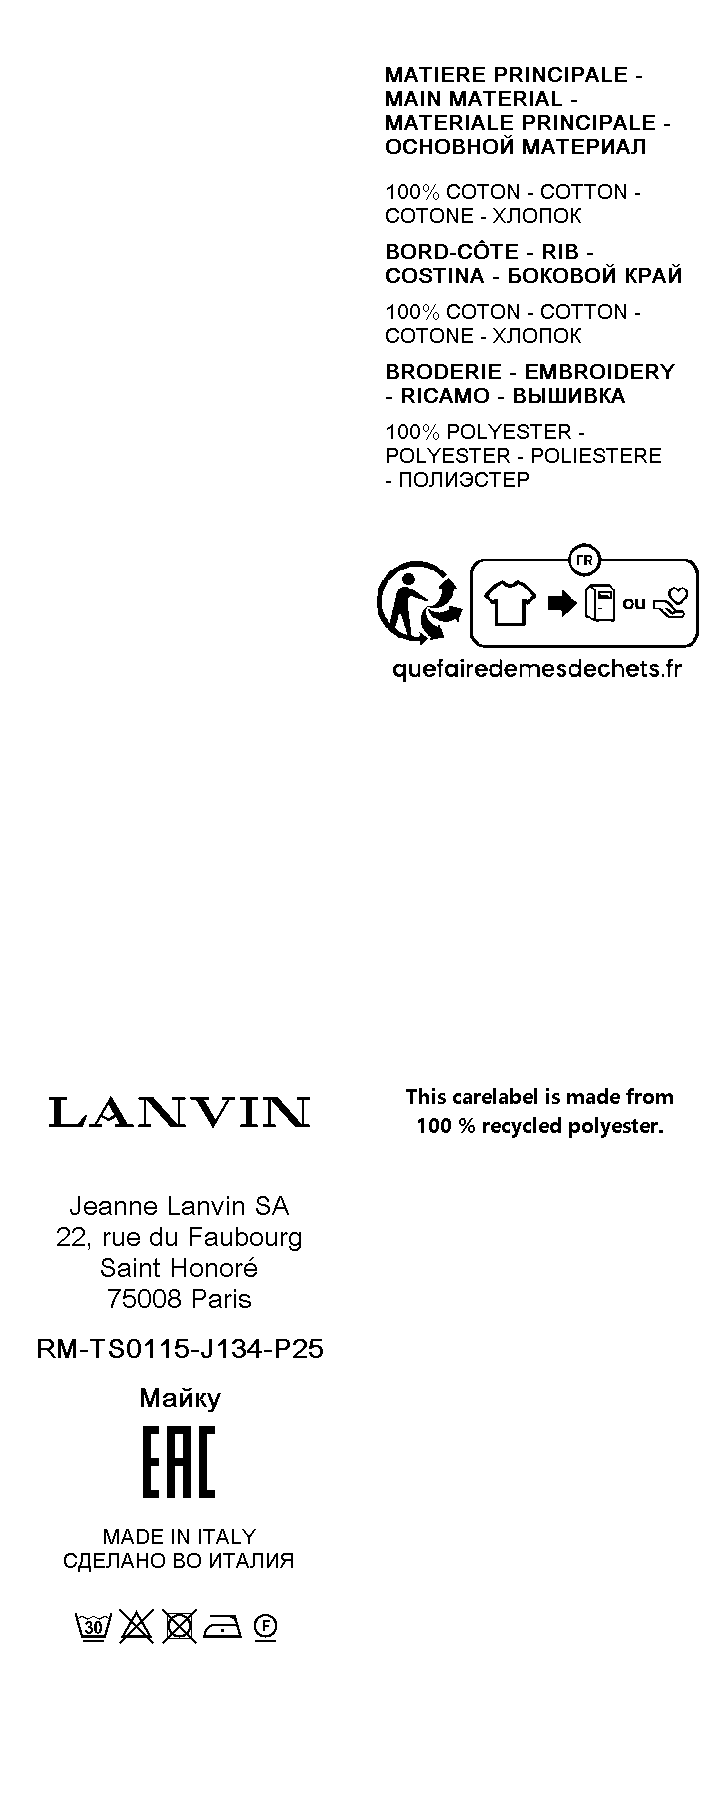 MATIERE PRINCIPALE -
MAIN MATERIAL -
MATERIALE PRINCIPALE -
ОСНОВНОЙ МАТЕРИАЛ
100% COTON - COTTON -
COTONE - ХЛОПОК
BORD-CÔTE - RIB -
COSTINA - БОКОВОЙ КРАЙ
100% COTON - COTTON -
COTONE - ХЛОПОК
BRODERIE - EMBROIDERY
- RICAMO - ВЫШИВКА
100% POLYESTER -
POLYESTER - POLIESTERE
- ПОЛИЭСТЕР
FR
ou
quefairedemesdechets.fr
LANVIN
Jeanne Lanvin SA
22, rue du Faubourg
Saint Honoré
75008 Paris
RM-TS0115-J134-P25
Майку
EAC
MADE IN ITALY
СДЕЛАНО ВО ИТАЛИЯ
30 F
This carelabel is made from
100 % recycled polyester.